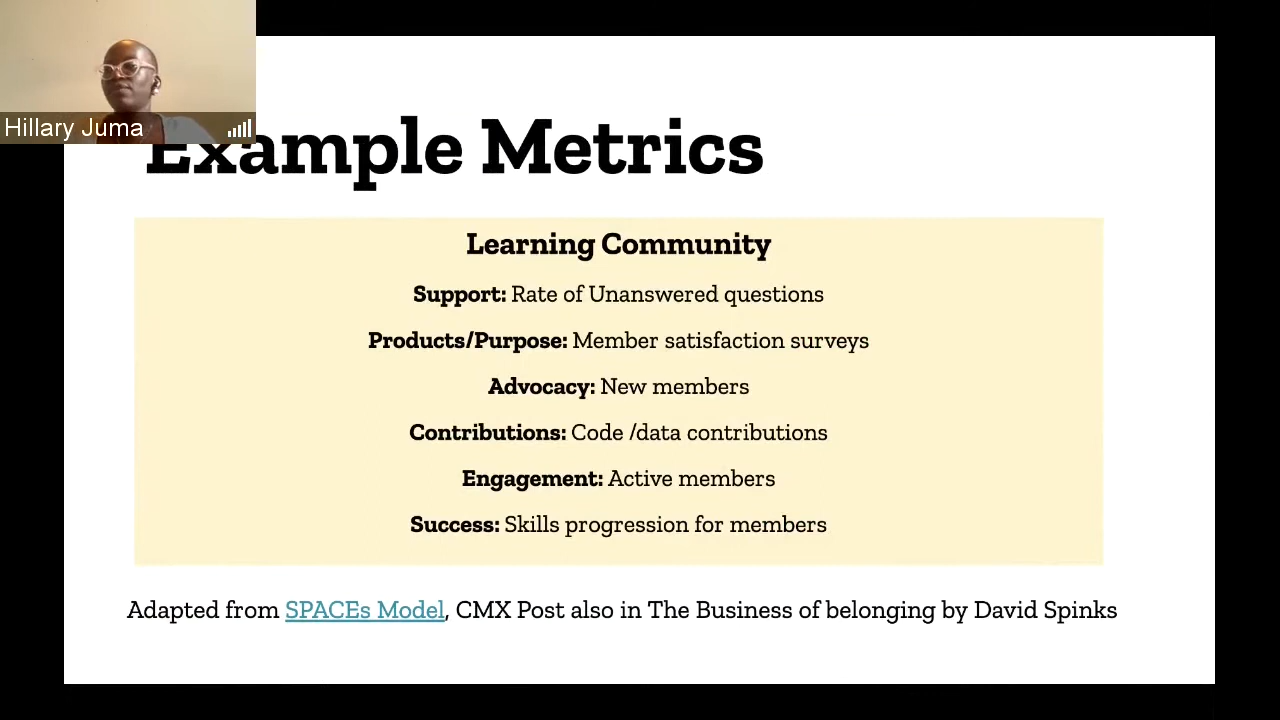 Hillary Juma
Example Metrics
Learning Community
Support: Rate of Unanswered questions
Products/Purpose: Member satisfaction surveys
Advocacy: New members
Contributions: Code /data contributions
Engagement: Active members
Success: Skills progression for members
Adapted from SPACEs Model, CMX Post also in The Business of belonging by David Spinks